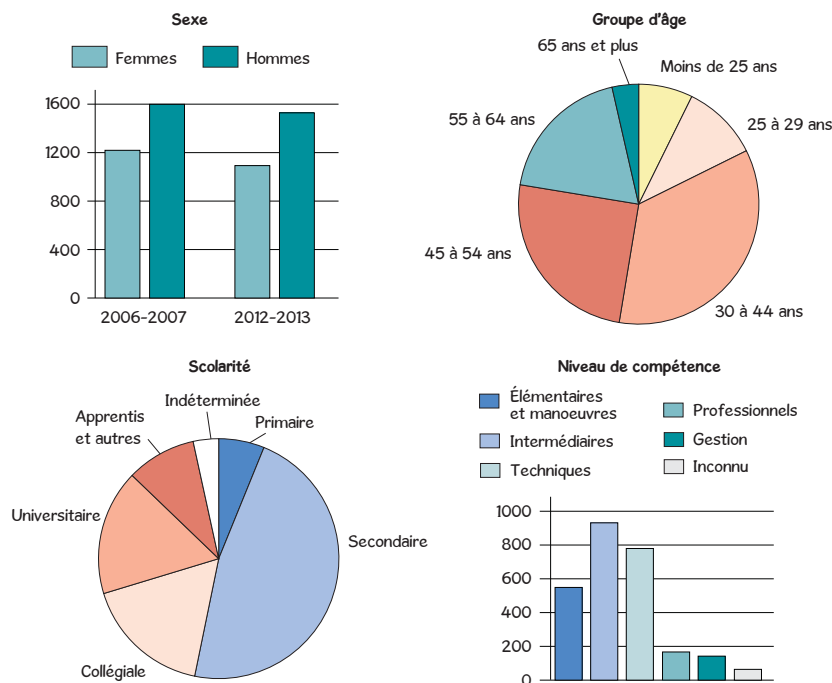 Sexe
Femmes
Hommes
1600
1200
800
400
0
2006-2007
2012-2013
Groupe d'âge
65 ans et plus
Moins de 25 ans
55 à 64 ans
25 à 29 ans
45 à 54 ans
30 à 44 ans
Scolarité
Indéterminée
Apprentis
et autres
Primaire
Universitaire
Secondaire
Collégiale
Niveau de compétence
Élémentaires
et manoeuvres
Intermédiaires
Techniques
Professionnels
Gestion
Inconnu
1000
800
600
400
200
0